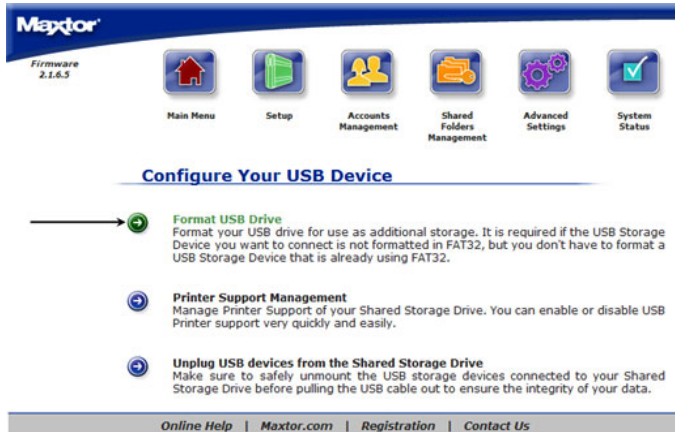 Maxtor
Firmware
2.1.6.5
Main Menu
Setup
Accounts
Management
Shared
Folders
Management
Advanced
Settings
System
Status
Configure Your USB Device
Format USB Drive
Format your USB drive for use as additional storage. It is required if the USB Storage
Device you want to connect is not formatted in FAT32, but you don't have to format a
USB Storage Device that is already using FAT32.
Printer Support Management
Manage Printer Support of your Shared Storage Drive. You can enable or disable USB
Printer support very quickly and easily.
Unplug USB devices from the Shared Storage Drive
Make sure to safely unmount the USB storage devices connected to your Shared
Storage Drive before pulling the USB cable out to ensure the integrity of your data.
Online Help | Maxtor.com | Registration | Contact Us